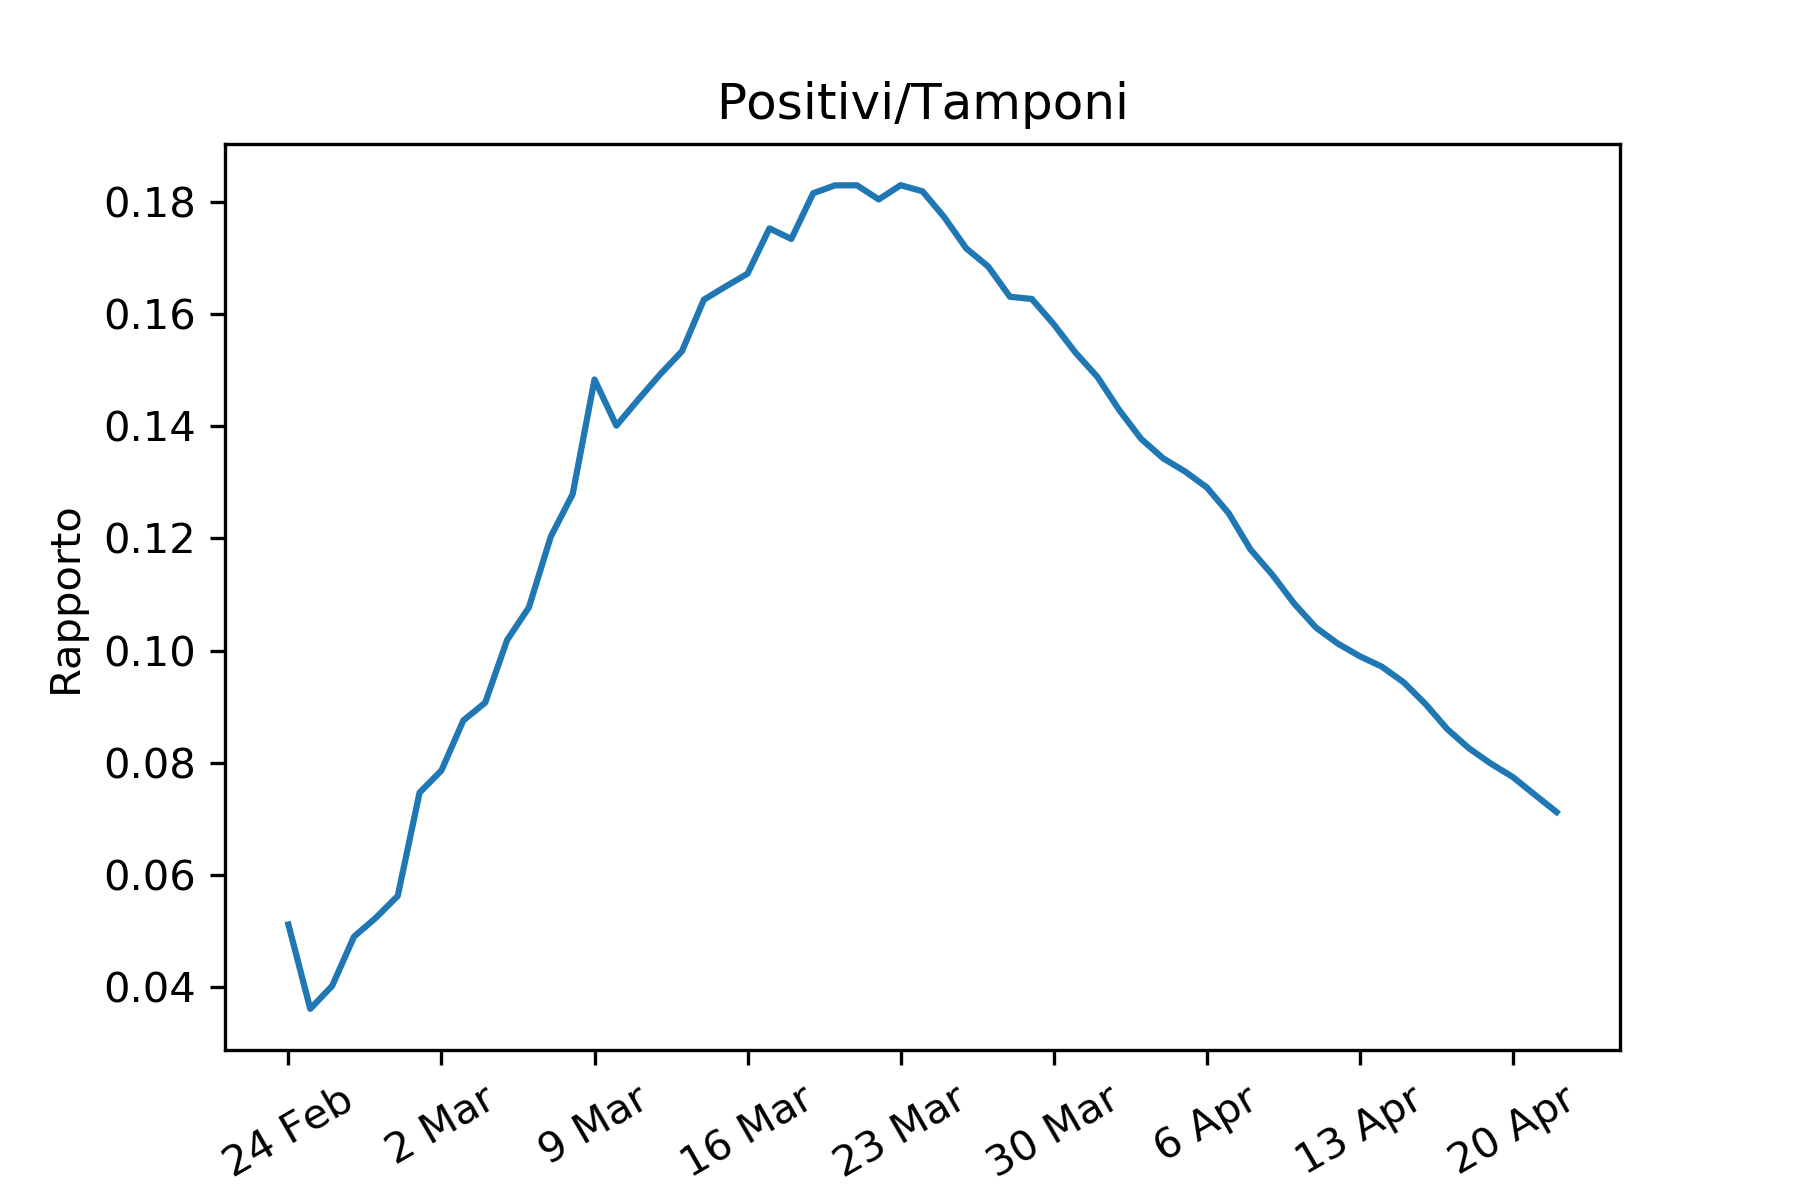 Positivi/Tamponi
Rapporto
0.18
0.16
0.14
0.12
0.10
0.08
0.06
0.04
24 Feb
2 Mar
9 Mar
16 Mar
23 Mar
30 Mar
6 Apr
13 Apr
20 Apr